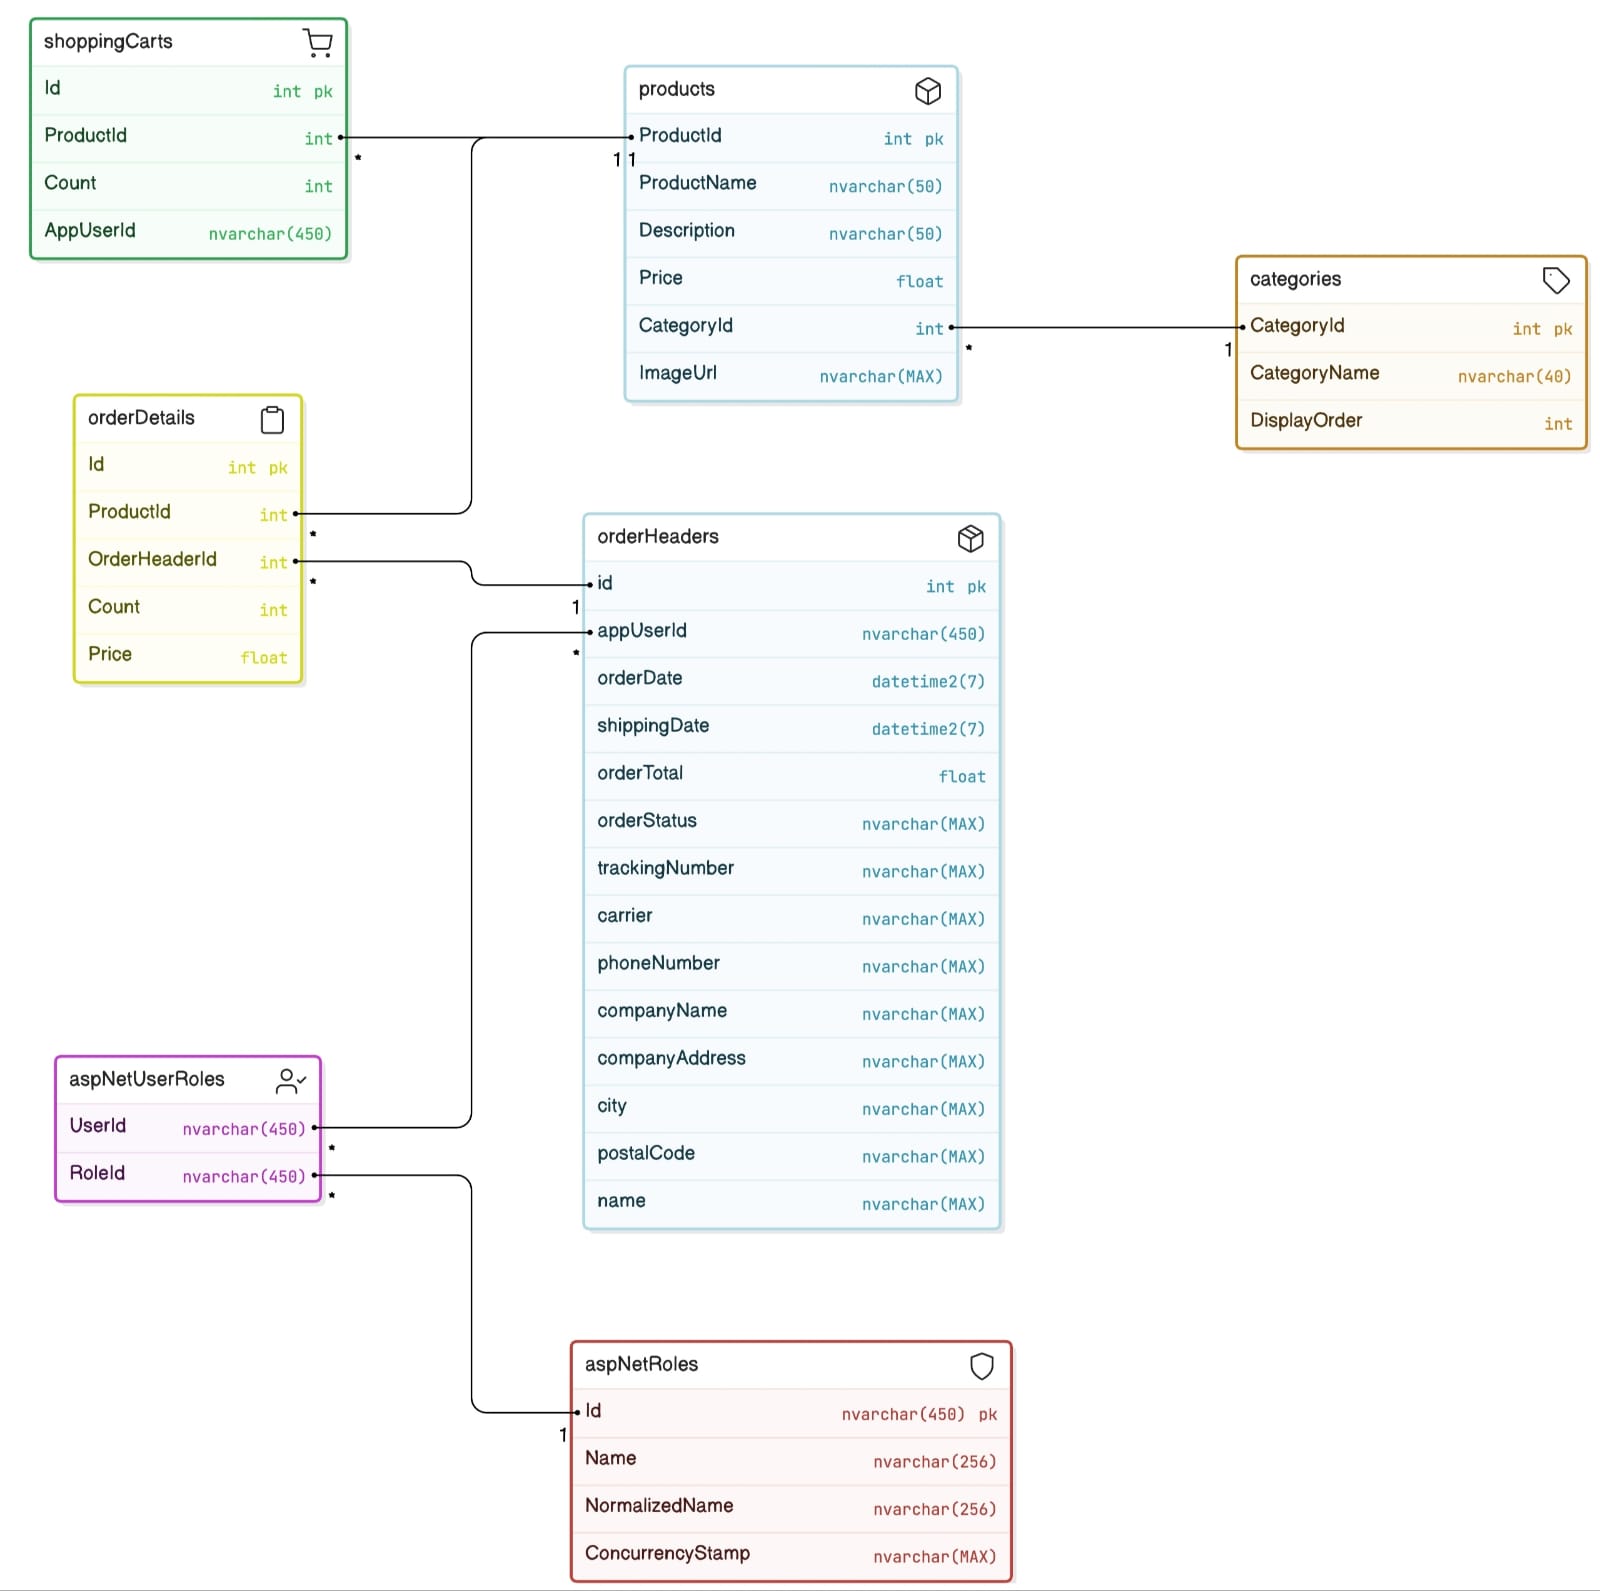 shoppingCarts
Id int pk
ProductId int
*
Count int
AppUserId nvarchar(450)
products
ProductId int pk
1 1
ProductName nvarchar(50)
Description nvarchar(50)
Price float
CategoryId int
*
ImageUrl nvarchar(MAX)
categories
CategoryId int pk
1
CategoryName nvarchar(40)
DisplayOrder int
orderDetails
Id int pk
ProductId int
*
OrderHeaderId int
*
Count int
Price float
orderHeaders
id int pk
1
appUserId nvarchar(450)
*
orderDate datetime2(7)
shippingDate datetime2(7)
orderTotal float
orderStatus nvarchar(MAX)
trackingNumber nvarchar(MAX)
carrier nvarchar(MAX)
phoneNumber nvarchar(MAX)
companyName nvarchar(MAX)
companyAddress nvarchar(MAX)
city nvarchar(MAX)
postalCode nvarchar(MAX)
name nvarchar(MAX)
aspNetUserRoles
UserId nvarchar(450)
*
RoleId nvarchar(450)
*
aspNetRoles
Id nvarchar(450) pk
1
Name nvarchar(256)
NormalizedName nvarchar(256)
ConcurrencyStamp nvarchar(MAX)